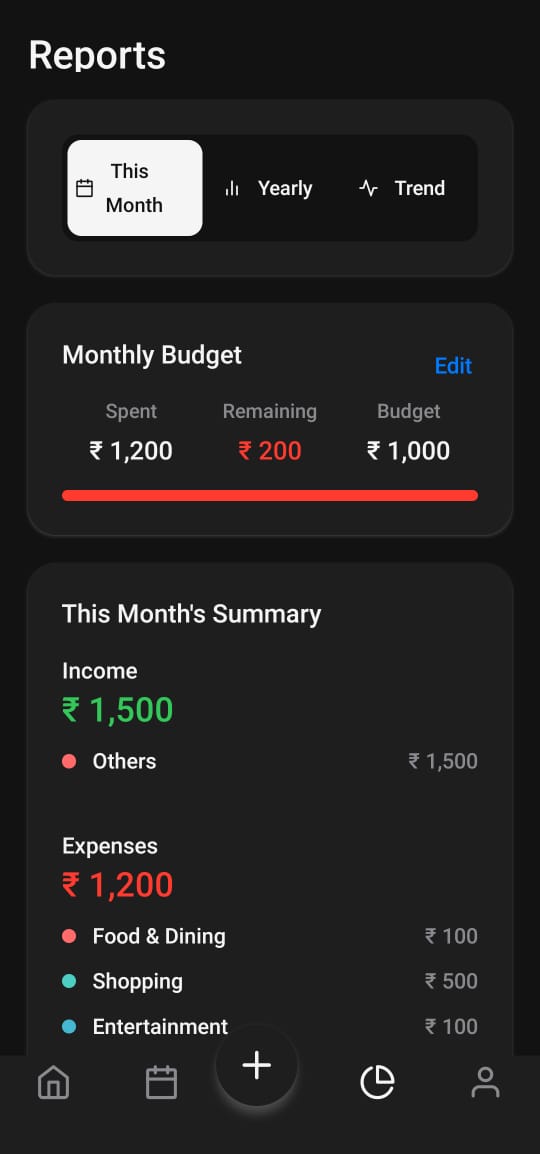 Reports
This
Month
Yearly
Trend
Monthly Budget
Edit
Spent
Remaining
Budget
₹ 1,200
₹ 200
₹ 1,000
This Month's Summary
Income
₹ 1,500
Others
₹ 1,500
Expenses
₹ 1,200
Food & Dining
₹ 100
Shopping
₹ 500
Entertainment
₹ 100